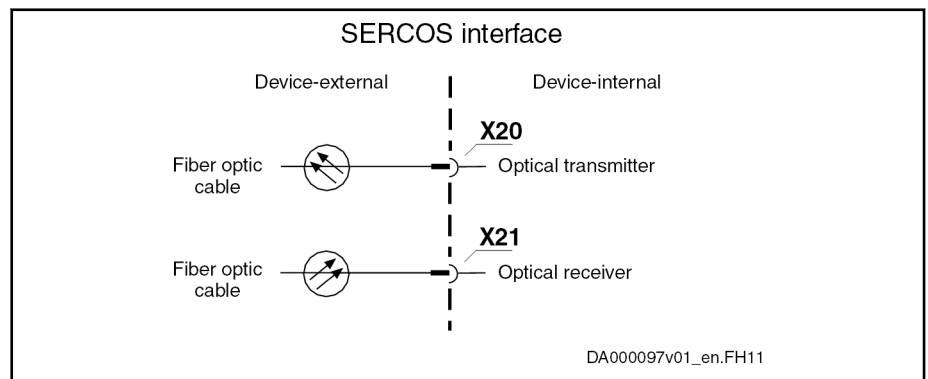 SERCOS interface
Device-external
Device-internal
X20
Fiber optic
cable
Optical transmitter
X21
Fiber optic
cable
Optical receiver
DA000097v01_en.FH11